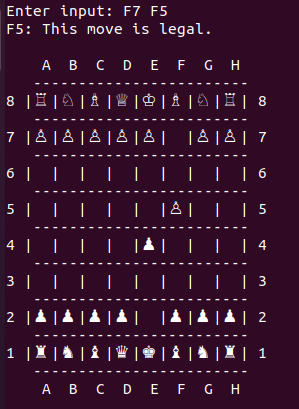 Enter input: F7 F5
F5: This move is legal.
A B C D E F G H
-----------------------
8 |♖|♘|♗|♕|♔|♗|♘|♖| 8
-----------------------
7 |♙|♙|♙|♙|♙| |♙|♙| 7
-----------------------
6 | | | | | | | | | 6
-----------------------
5 | | | | | |♙| | | 5
-----------------------
4 | | | | |♟| | | | 4
-----------------------
3 | | | | | | | | | 3
-----------------------
2 |♟|♟|♟|♟| |♟|♟|♟| 2
-----------------------
1 |♜|♞|♝|♛|♚|♝|♞|♜| 1
-----------------------
A B C D E F G H